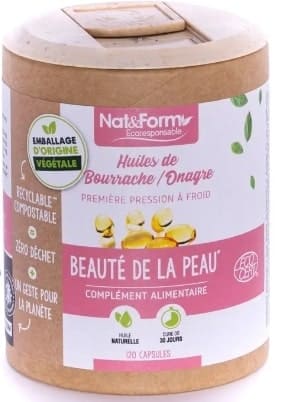 Nat&Form
Ecoresponsable
Huiles de
Bourrache/Onagre
PREMIÈRE PRESSION À FROID
BEAUTÉ DE LA PEAU*
COMPLÉMENT ALIMENTAIRE
HUILE
NATURELLE
CURE DE
30 JOURS
120 CAPSULES
EMBALLAGE
D'ORIGINE
VÉGÉTALE
RECYCLABLE
COMPOSTABLE
=
ZÉRO DÉCHET
+
UN GESTE POUR
LA PLANÈTE